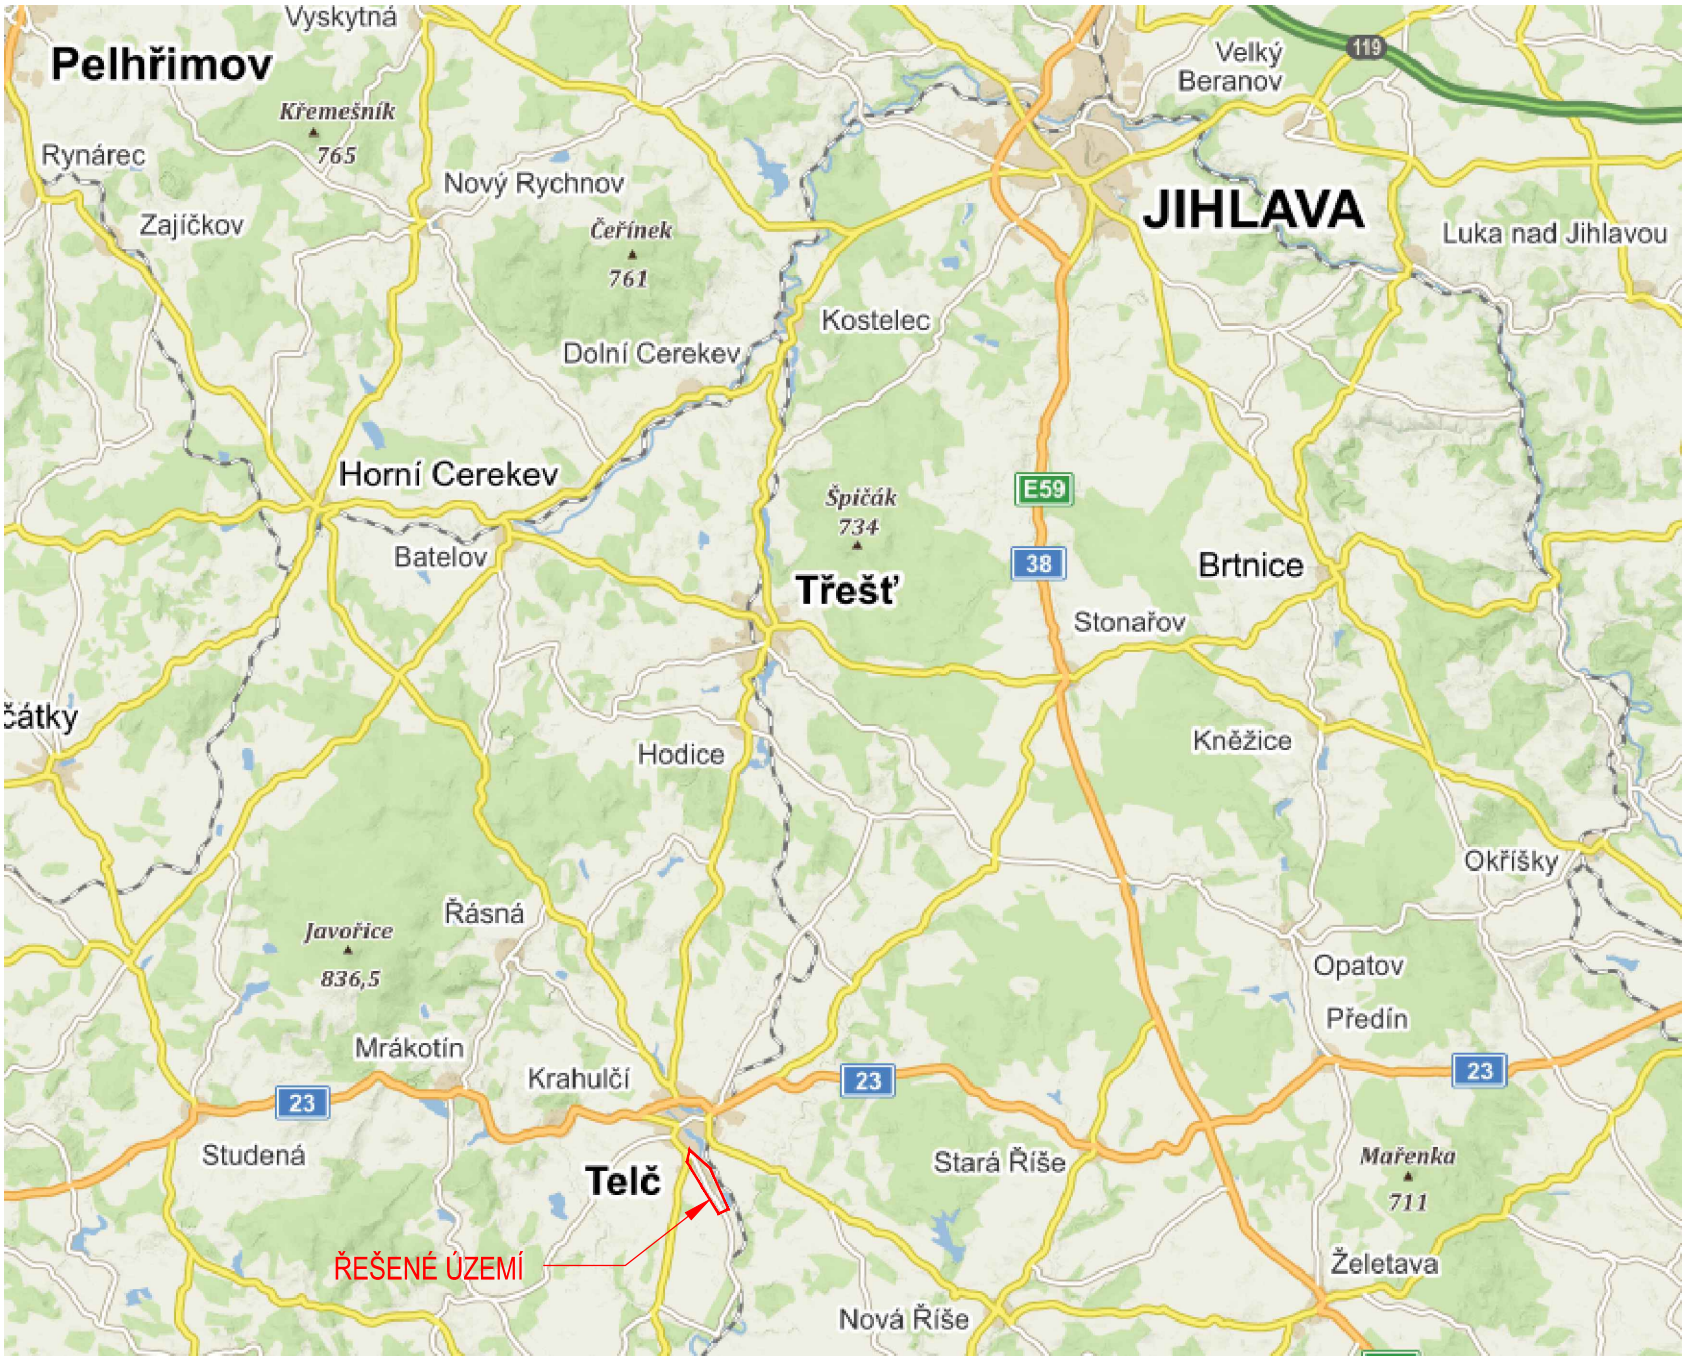 Vyskytná
Pelhřimov
Velký
Beranov
119
Křemešník
765
Rynárec
Nový Rychnov
Zajíčkov
JIHLAVA
Čeřínek
761
Luka nad Jihlavou
Kostelec
Dolní Cerekev
Horní Cerekev
E59
Špičák
734
Batelov
38
Brtnice
Třešť
Stonařov
čátky
Hodice
Kněžice
Okříšky
Řásná
Javořice
836,5
Opatov
Předín
Mrákotín
Krahulčí
23
23
23
Studená
Telč
Stará Říše
Mařenka
711
ŘEŠENÉ ÚZEMÍ
Želetava
Nová Říše